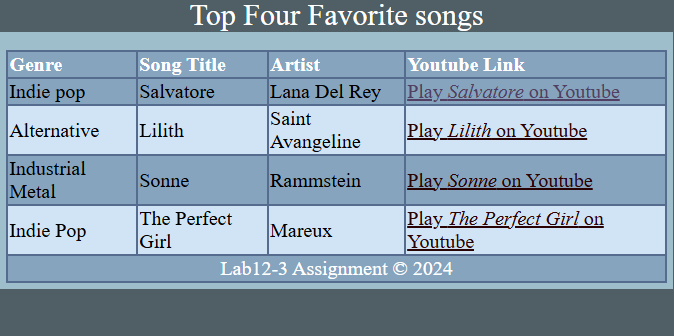 Top Four Favorite songs
Genre Song Title Artist Youtube Link
Indie pop Salvatore Lana Del Rey Play Salvatore on Youtube
Alternative Lilith Saint Avangeline Play Lilith on Youtube
Industrial Metal Sonne Rammstein Play Sonne on Youtube
Indie Pop The Perfect Girl Mareux Play The Perfect Girl on Youtube
Lab12-3 Assignment © 2024